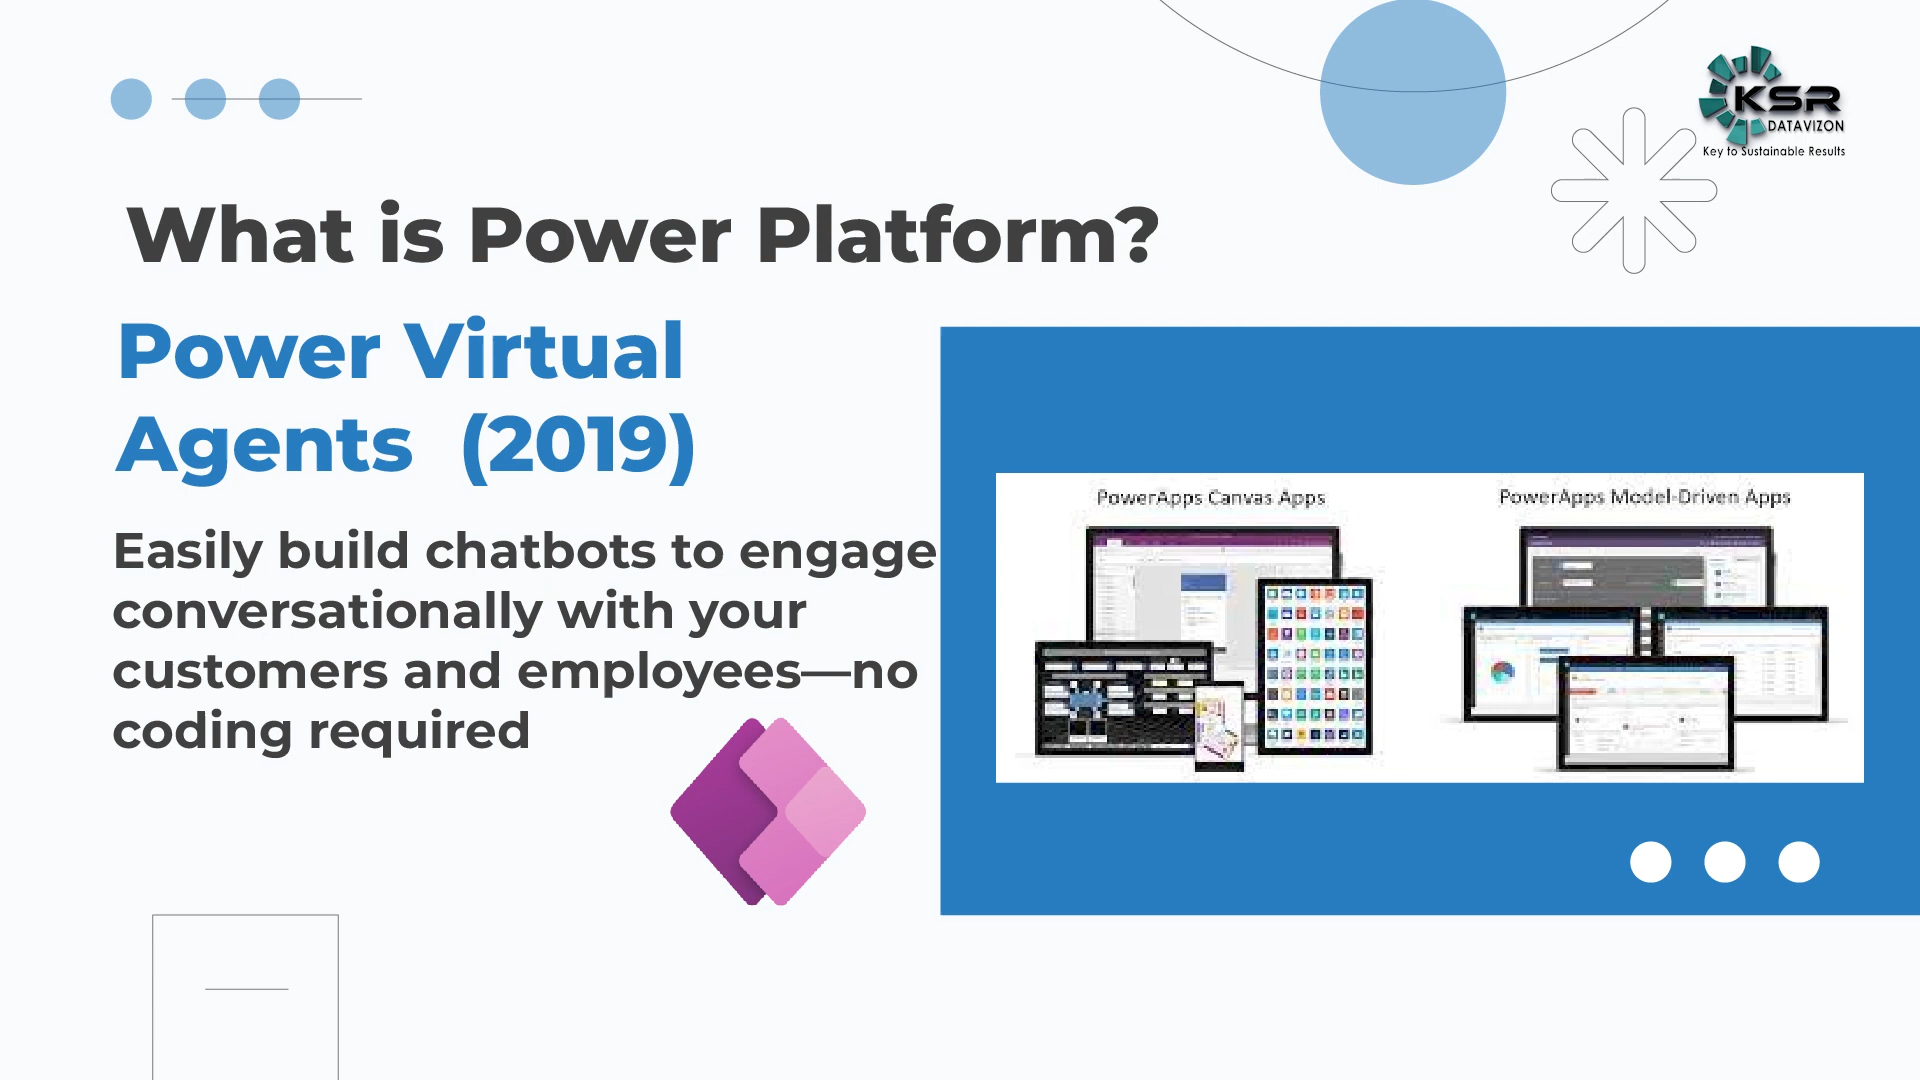 KSR
DATAVIZON
Key to Sustainable Results
What is Power Platform?
Power Virtual
Agents (2019)
Easily build chatbots to engage
conversationally with your
customers and employees—no
coding required
PowerApps Canvas Apps
PowerApps Model-Driven Apps